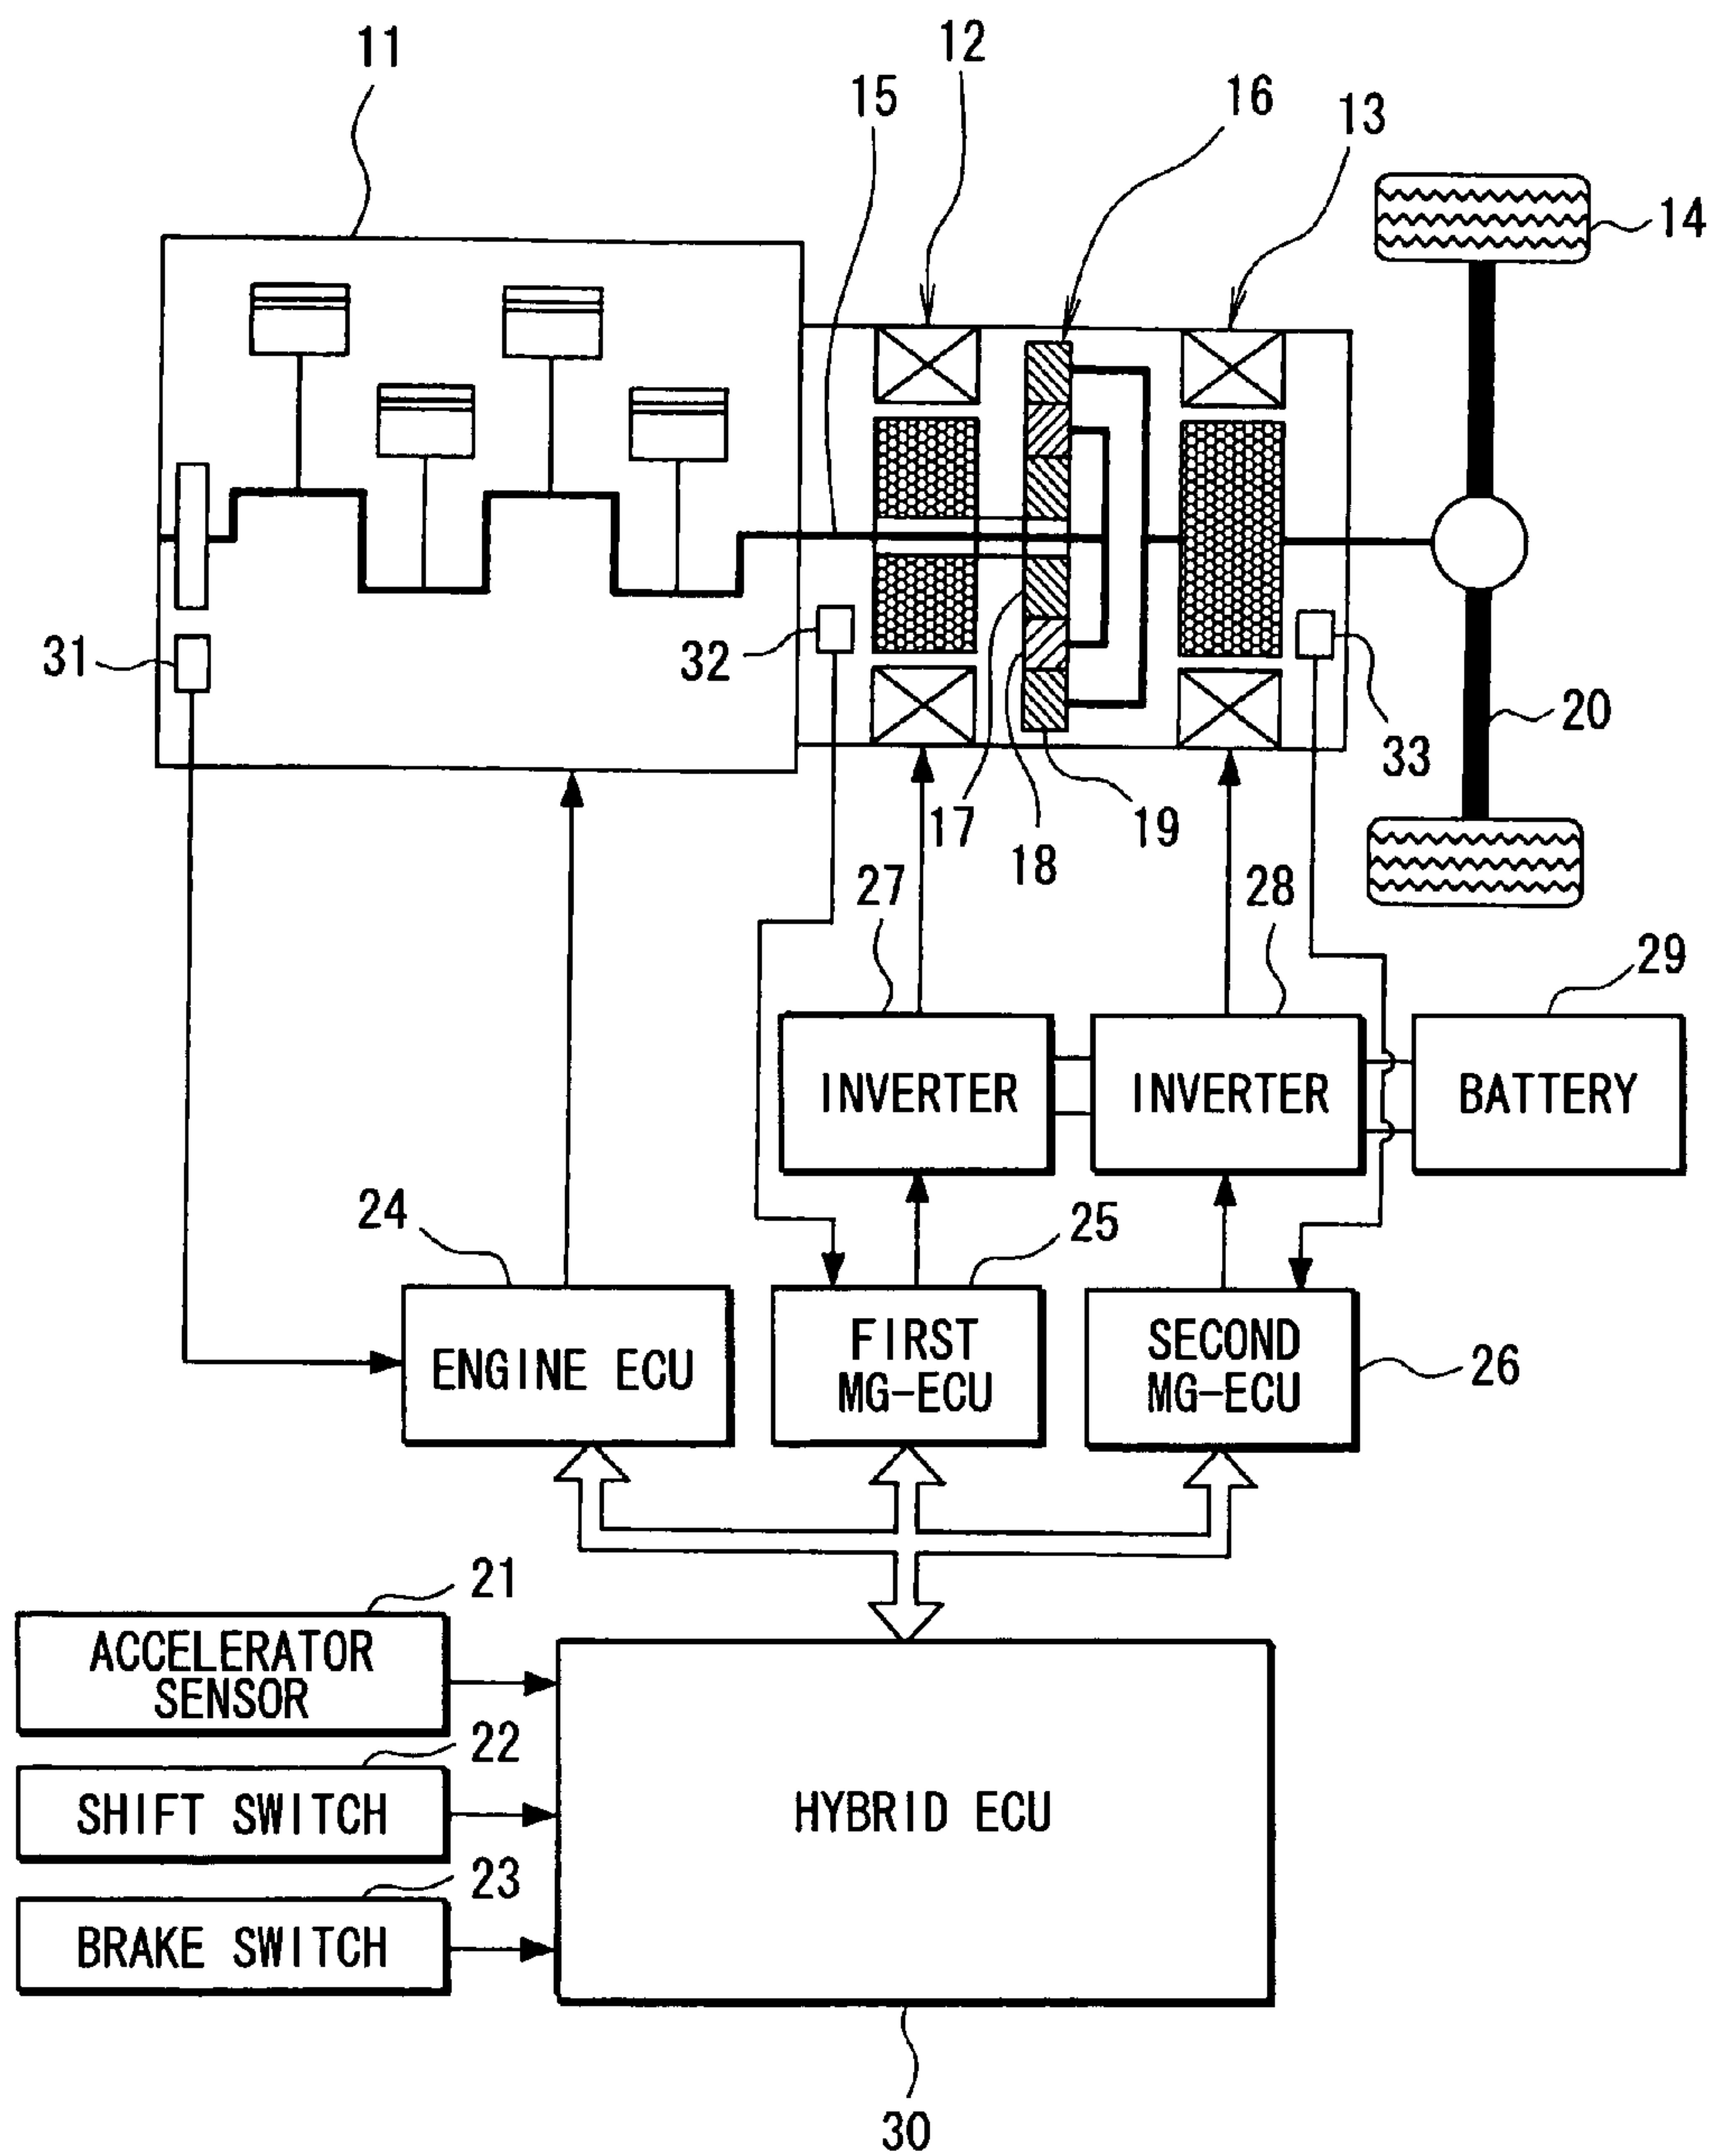 11
12
15
16
13
14
31
32
33
20
17
18
19
27
28
29
INVERTER
INVERTER
BATTERY
24
25
26
ENGINE ECU
FIRST
MG-ECU
SECOND
MG-ECU
21
ACCELERATOR
SENSOR
22
SHIFT SWITCH
23
BRAKE SWITCH
HYBRID ECU
30